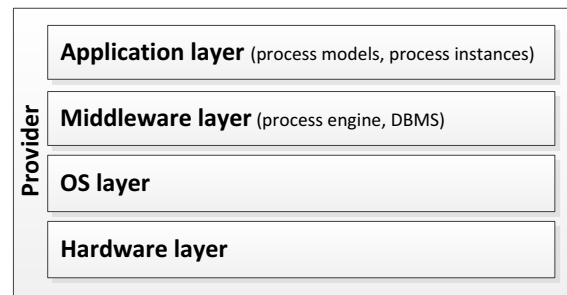 Provider
Application layer (process models, process instances)
Middleware layer (process engine, DBMS)
OS layer
Hardware layer